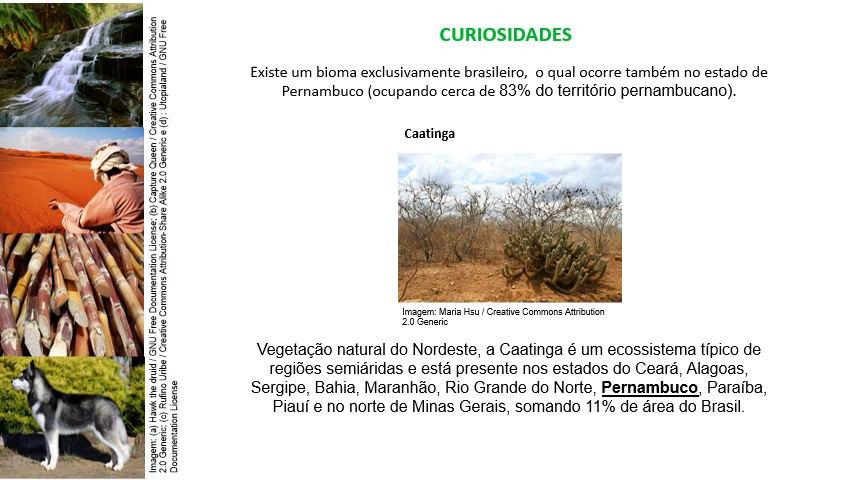 CURIOSIDADES
Existe um bioma exclusivamente brasileiro,  o qual ocorre também no estado de
Pernambuco (ocupando cerca de 83% do território pernambucano).
Caatinga
Imagem: Maria Hsu / Creative Commons Attribution
2.0 Generic
Vegetação natural do Nordeste, a Caatinga é um ecossistema típico de
regiões semiáridas e está presente nos estados do Ceará, Alagoas,
Sergipe, Bahia, Maranhão, Rio Grande do Norte, Pernambuco, Paraíba,
Piauí e no norte de Minas Gerais, somando 11% de área do Brasil.
Imagem: (a) Hawk the druid / GNU Free Documentation License; (b) Capture Queen / Creative Commons Attribution
2.0 Generic; (c) Rufino Uribe / Creative Commons Attribution-Share Alike 2.0 Generic e (d) : Utopialand / GNU Free
Documentation License